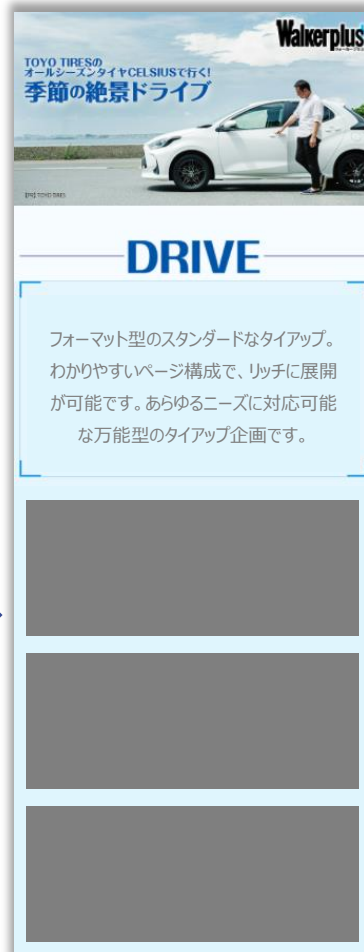 Walkerplus
TOYO TIRESの
オールシーズンタイヤCELSIUSで行く!
季節の絶景ドライブ
[PR] TOYO TIRES
DRIVE
フォーマット型のスタンダードなタイアップ。
わかりやすいページ構成で、リッチに展開
が可能です。あらゆるニーズに対応可能
な万能型のタイアップ企画です。